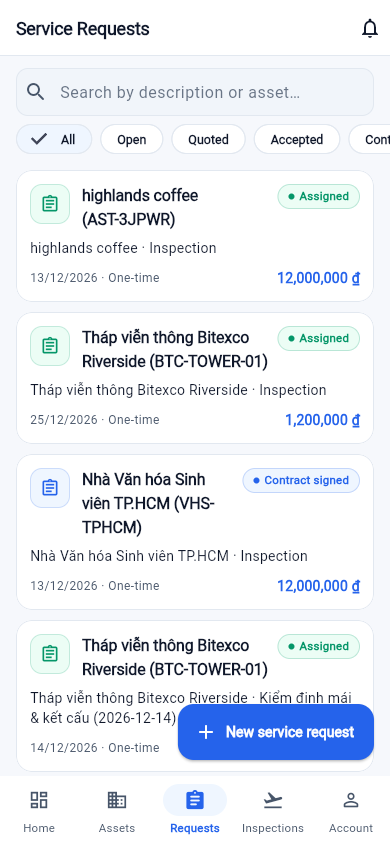 Service Requests
Search by description or asset…
All
Open
Quoted
Accepted
Cont
highlands coffee
(AST-3JPWR)
Assigned
highlands coffee · Inspection
13/12/2026 · One-time
12,000,000 ₫
Tháp viễn thông Bitexco
Riverside (BTC-TOWER-01)
Assigned
Tháp viễn thông Bitexco Riverside · Inspection
25/12/2026 · One-time
1,200,000 ₫
Nhà Văn hóa Sinh
viên TP.HCM (VHS-
TPHCM)
Contract signed
Nhà Văn hóa Sinh viên TP.HCM · Inspection
13/12/2026 · One-time
12,000,000 ₫
Tháp viễn thông Bitexco
Riverside (BTC-TOWER-01)
Assigned
Tháp viễn thông Bitexco Riverside · Kiểm định mái
& kết cấu (2026-12-14)
14/12/2026 · One-time
New service request
Home
Assets
Requests
Inspections
Account